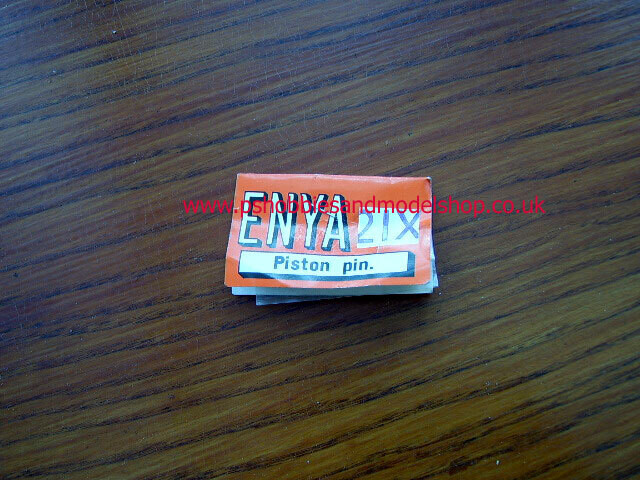 www.pshobbiesandmodelshop.co.uk
ENYA 21X
Piston pin.